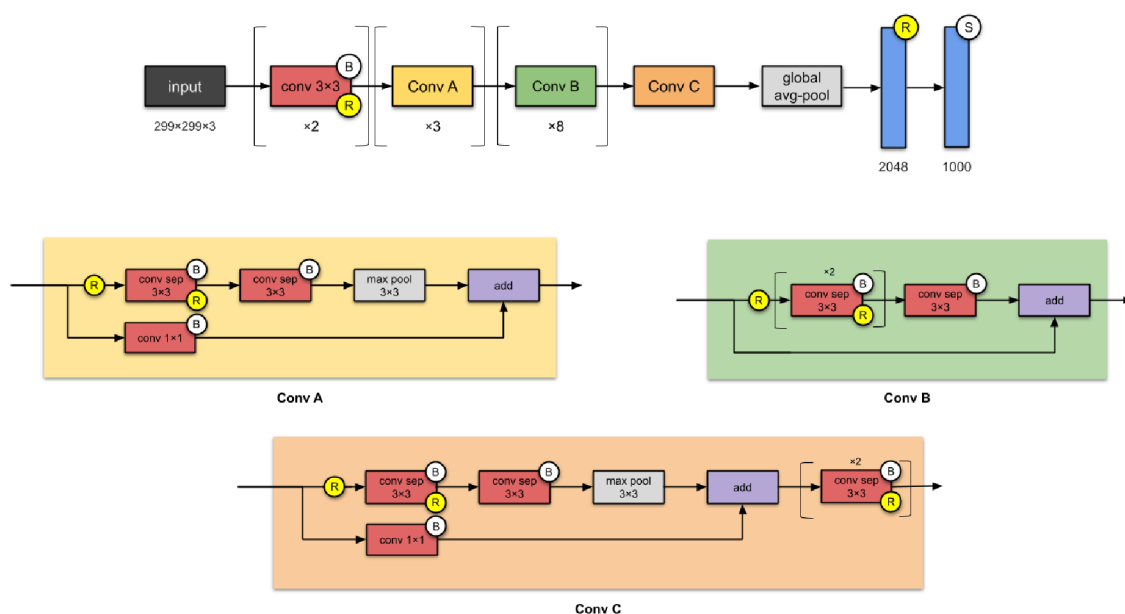 R
S
B
input
conv 3×3
Conv A
Conv B
Conv C
global
avg-pool
R
299×299×3
×2
×3
×8
2048
1000
B
B
R
conv sep
3×3
R
conv sep
3×3
max pool
3×3
add
B
conv 1×1
Conv A
×2
B
B
R
conv sep
3×3
R
conv sep
3×3
add
Conv B
B
B
R
conv sep
3×3
R
conv sep
3×3
max pool
3×3
add
×2
B
conv sep
3×3
R
B
conv 1×1
Conv C